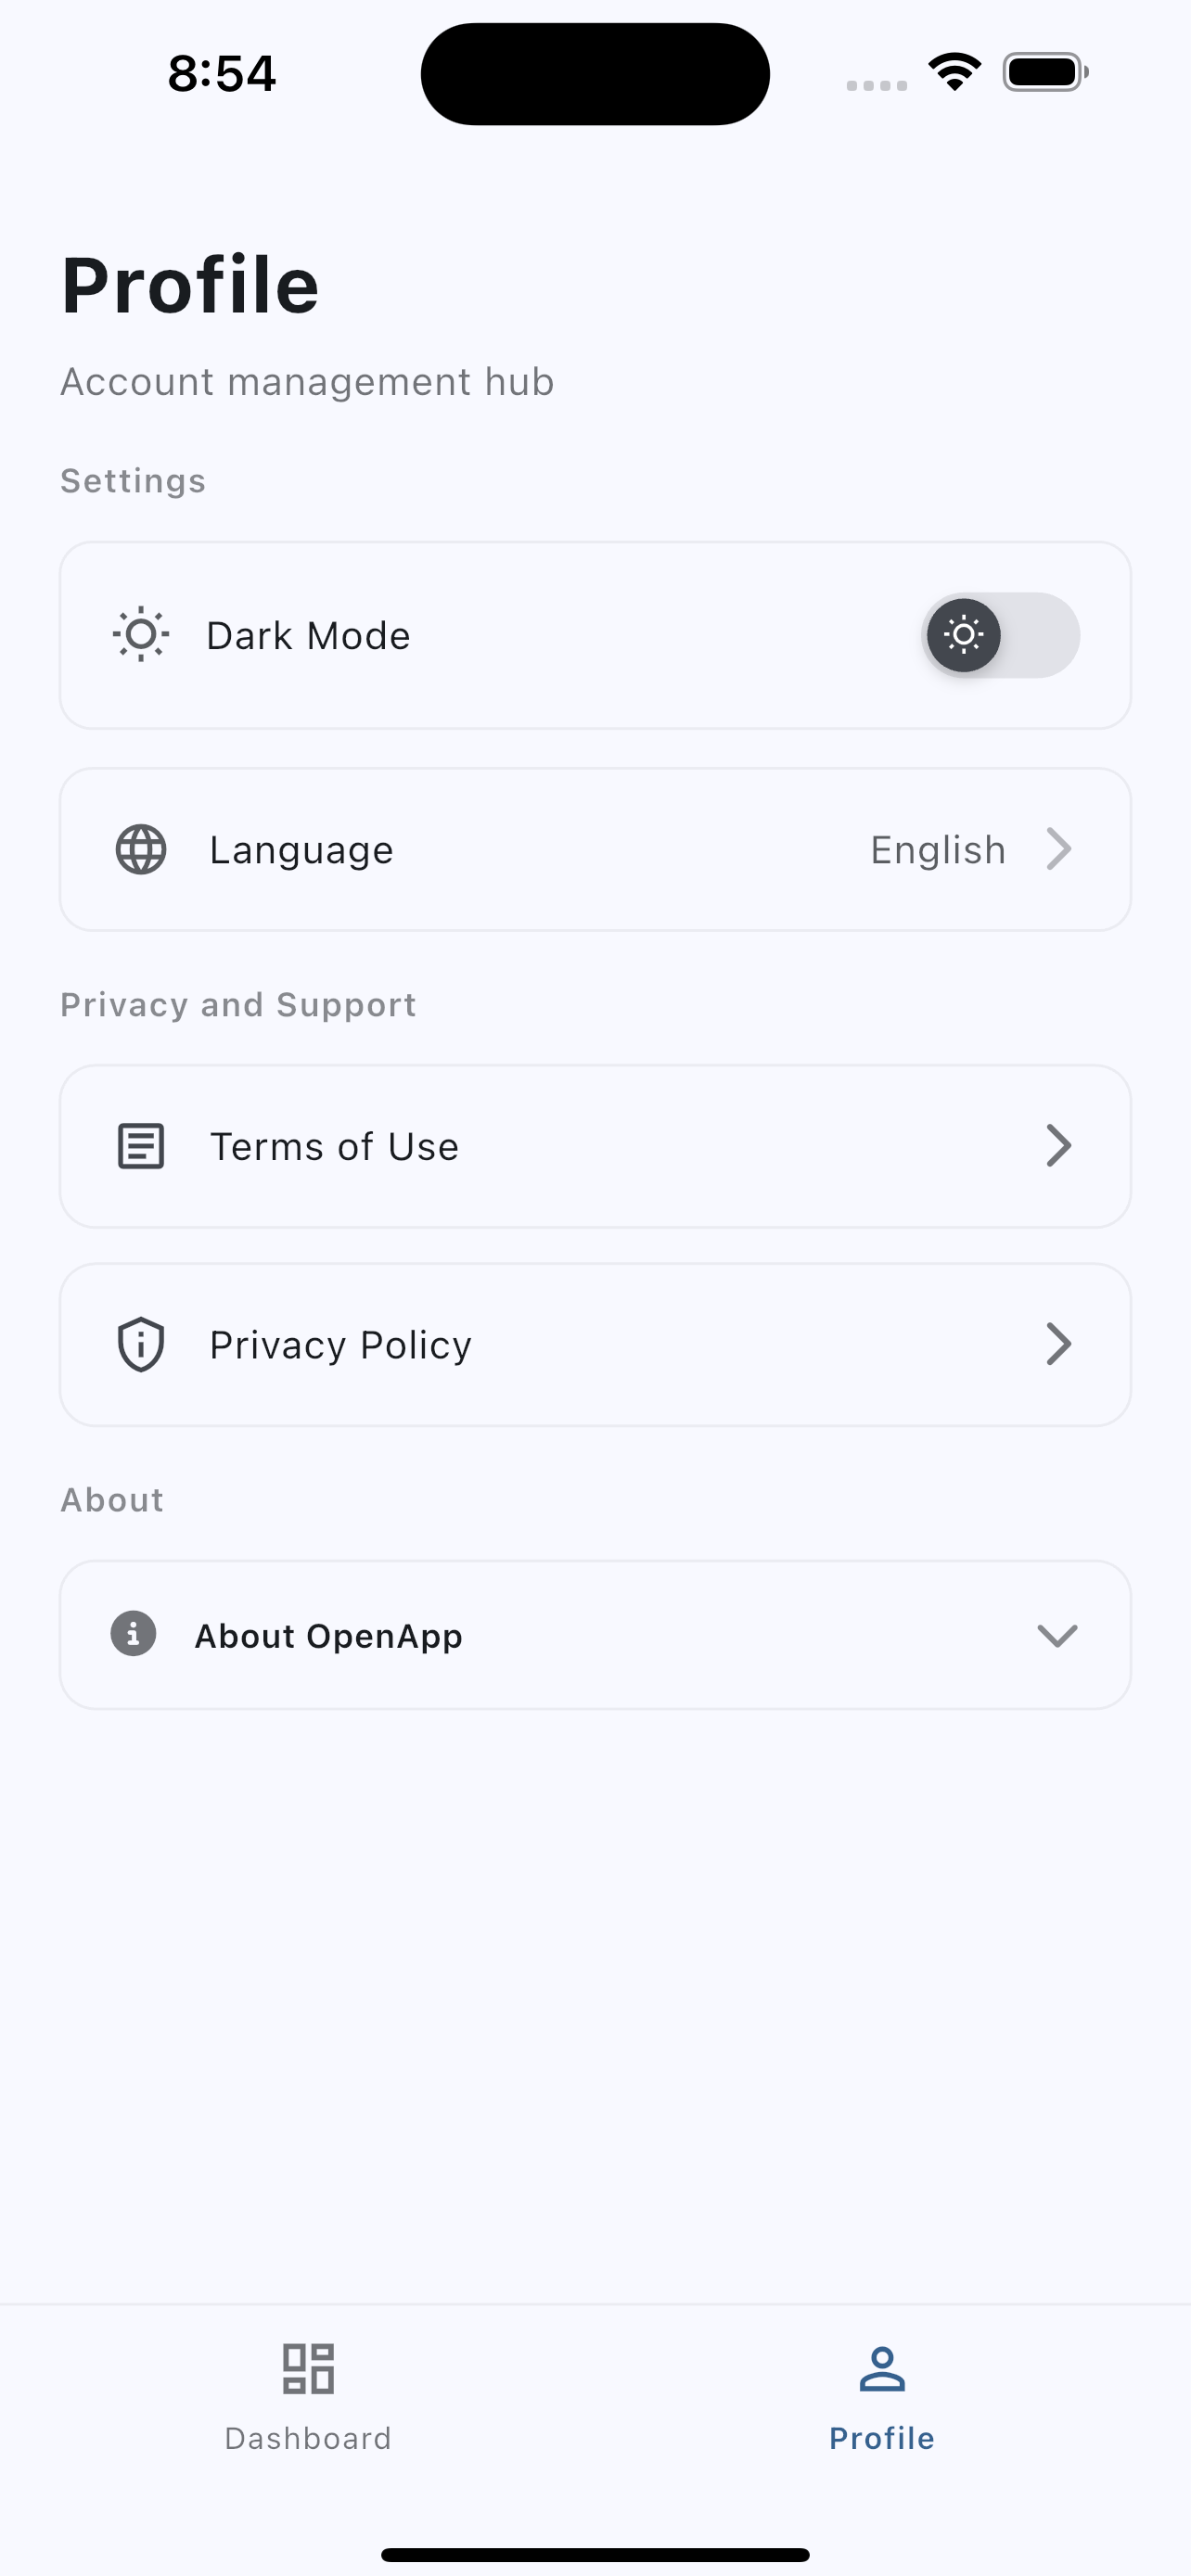 8:54
Profile
Account management hub
Settings
Dark Mode
Language English
Privacy and Support
Terms of Use
Privacy Policy
About
About OpenApp
Dashboard Profile